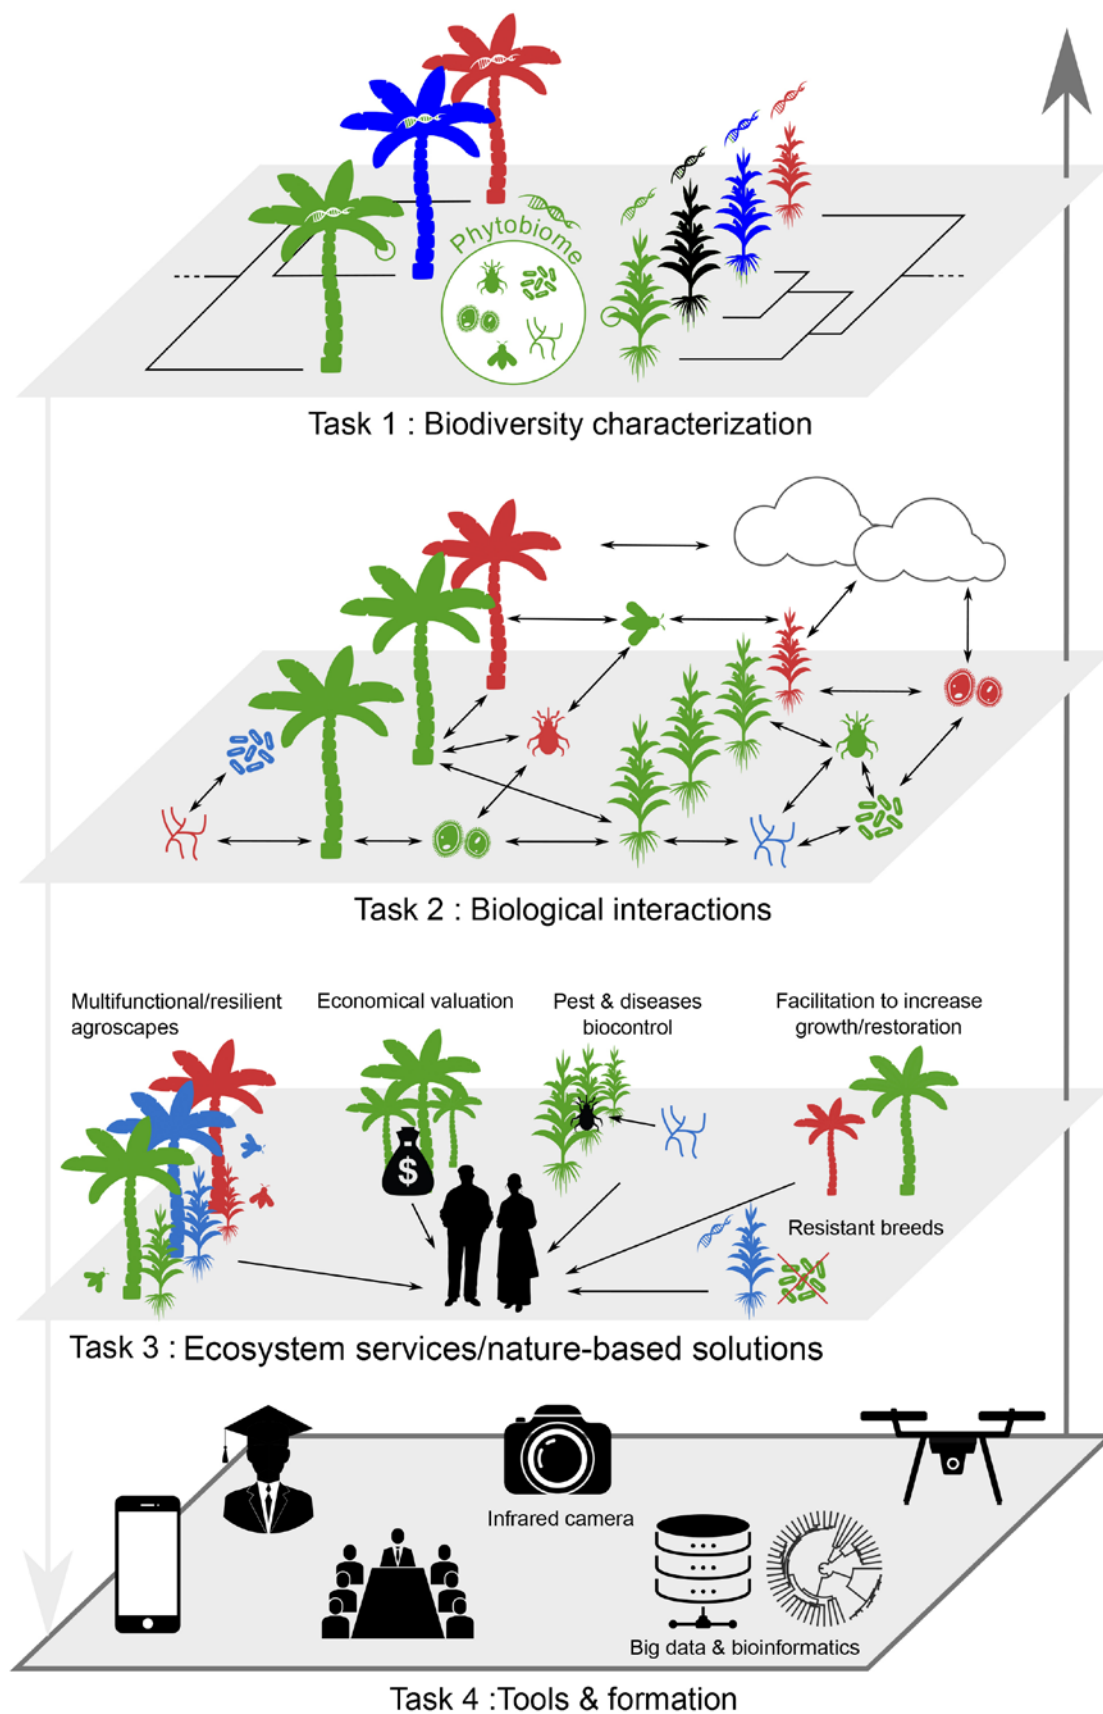 Phytobiome
Task 1 : Biodiversity characterization
Task 2 : Biological interactions
Multifunctional/resilient
agroscapes
Economical valuation
Pest & diseases
biocontrol
Facilitation to increase
growth/restoration
$
Resistant breeds
Task 3 : Ecosystem services/nature-based solutions
Infrared camera
Big data & bioinformatics
Task 4 :Tools & formation